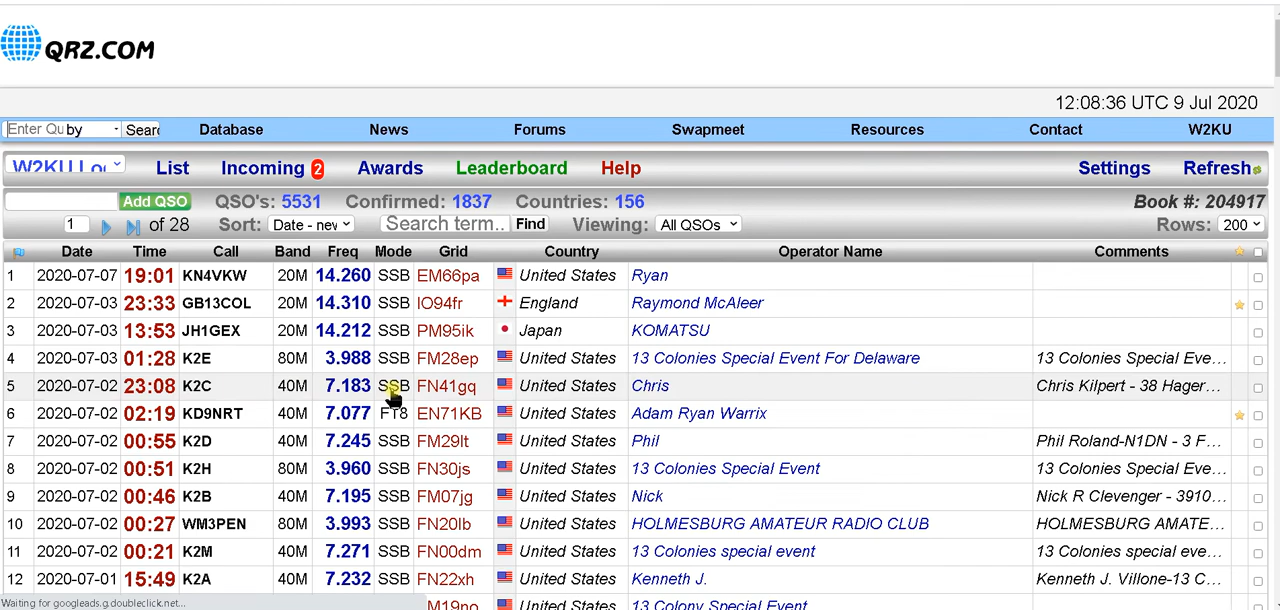 QRZ.COM
12:08:36 UTC 9 Jul 2020
Enter Qu by Searc Database News Forums Swapmeet Resources Contact W2KU
W2KU Log List Incoming 2 Awards Leaderboard Help Settings Refresh
Add QSO QSO's: 5531 Confirmed: 1837 Countries: 156 Book #: 204917
1 of 28 Sort: Date - new Search term.. Find Viewing: All QSOs Rows: 200
Date Time Call Band Freq Mode Grid Country Operator Name Comments
1 2020-07-07 19:01 KN4VKW 20M 14.260 SSB EM66pa United States Ryan
2 2020-07-03 23:33 GB13COL 20M 14.310 SSB IO94fr England Raymond McAleer
3 2020-07-03 13:53 JH1GEX 20M 14.212 SSB PM95ik Japan KOMATSU
4 2020-07-03 01:28 K2E 80M 3.988 SSB FM28ep United States 13 Colonies Special Event For Delaware 13 Colonies Special Eve...
5 2020-07-02 23:08 K2C 40M 7.183 SSB FN41gq United States Chris Chris Kilpert - 38 Hager...
6 2020-07-02 02:19 KD9NRT 40M 7.077 FT8 EN71KB United States Adam Ryan Warrix
7 2020-07-02 00:55 K2D 40M 7.245 SSB FM29lt United States Phil Phil Roland-N1DN - 3 F...
8 2020-07-02 00:51 K2H 80M 3.960 SSB FN30js United States 13 Colonies Special Event
9 2020-07-02 00:46 K2B 40M 7.195 SSB FM07jg United States Nick Nick R Clevenger - 3910...
10 2020-07-02 00:27 WM3PEN 80M 3.993 SSB FN20lb United States HOLMESBURG AMATEUR RADIO CLUB HOLMESBURG AMATE...
11 2020-07-02 00:21 K2M 40M 7.271 SSB FN00dm United States 13 Colonies special event 13 Colonies special eve...
12 2020-07-01 15:49 K2A 40M 7.232 SSB FN22xh United States Kenneth J. Kenneth J. Villone-13 C...
Waiting for googleads.g.doubleclick.net... M19no United States 13 Colony Special Event